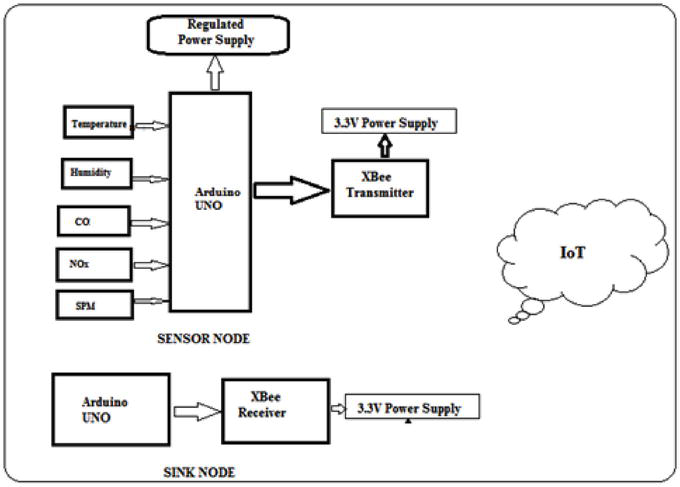 Regulated
Power Supply
Temperature
Humidity
CO
NOx
SPM
Arduino
UNO
3.3V Power Supply
XBee
Transmitter
IoT
SENSOR NODE
Arduino
UNO
XBee
Receiver
3.3V Power Supply
SINK NODE